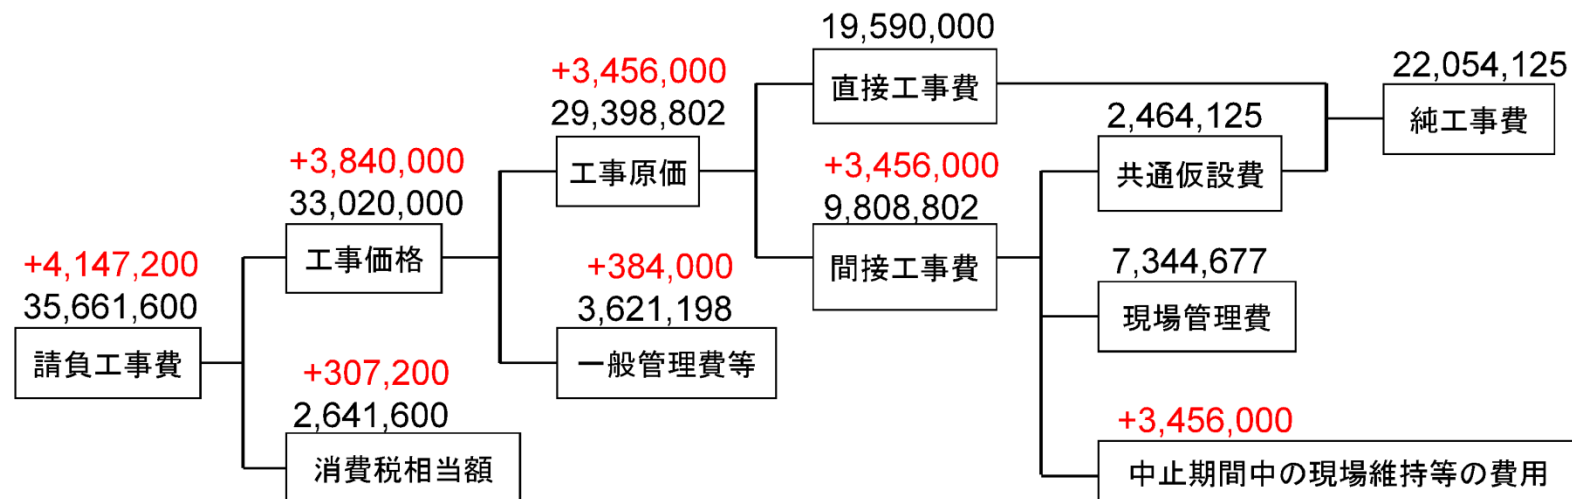 +4,147,200
35,661,600
請負工事費
+3,840,000
33,020,000
工事価格
+307,200
2,641,600
消費税相当額
+3,456,000
29,398,802
工事原価
+384,000
3,621,198
一般管理費等
19,590,000
直接工事費
+3,456,000
9,808,802
間接工事費
2,464,125
共通仮設費
7,344,677
現場管理費
+3,456,000
中止期間中の現場維持等の費用
22,054,125
純工事費